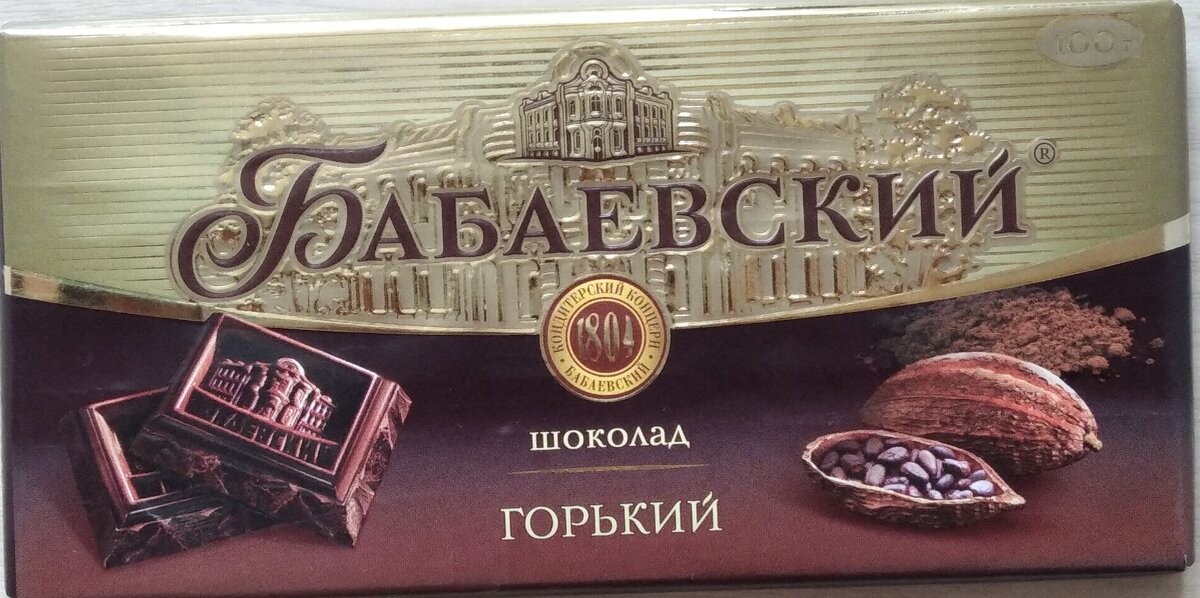 100 г
БАБАЕВСКИЙ ®
КОНДИТЕРСКИЙ КОНЦЕРН
1804
• БАБАЕВСКИЙ •
шоколад
ГОРЬКИЙ